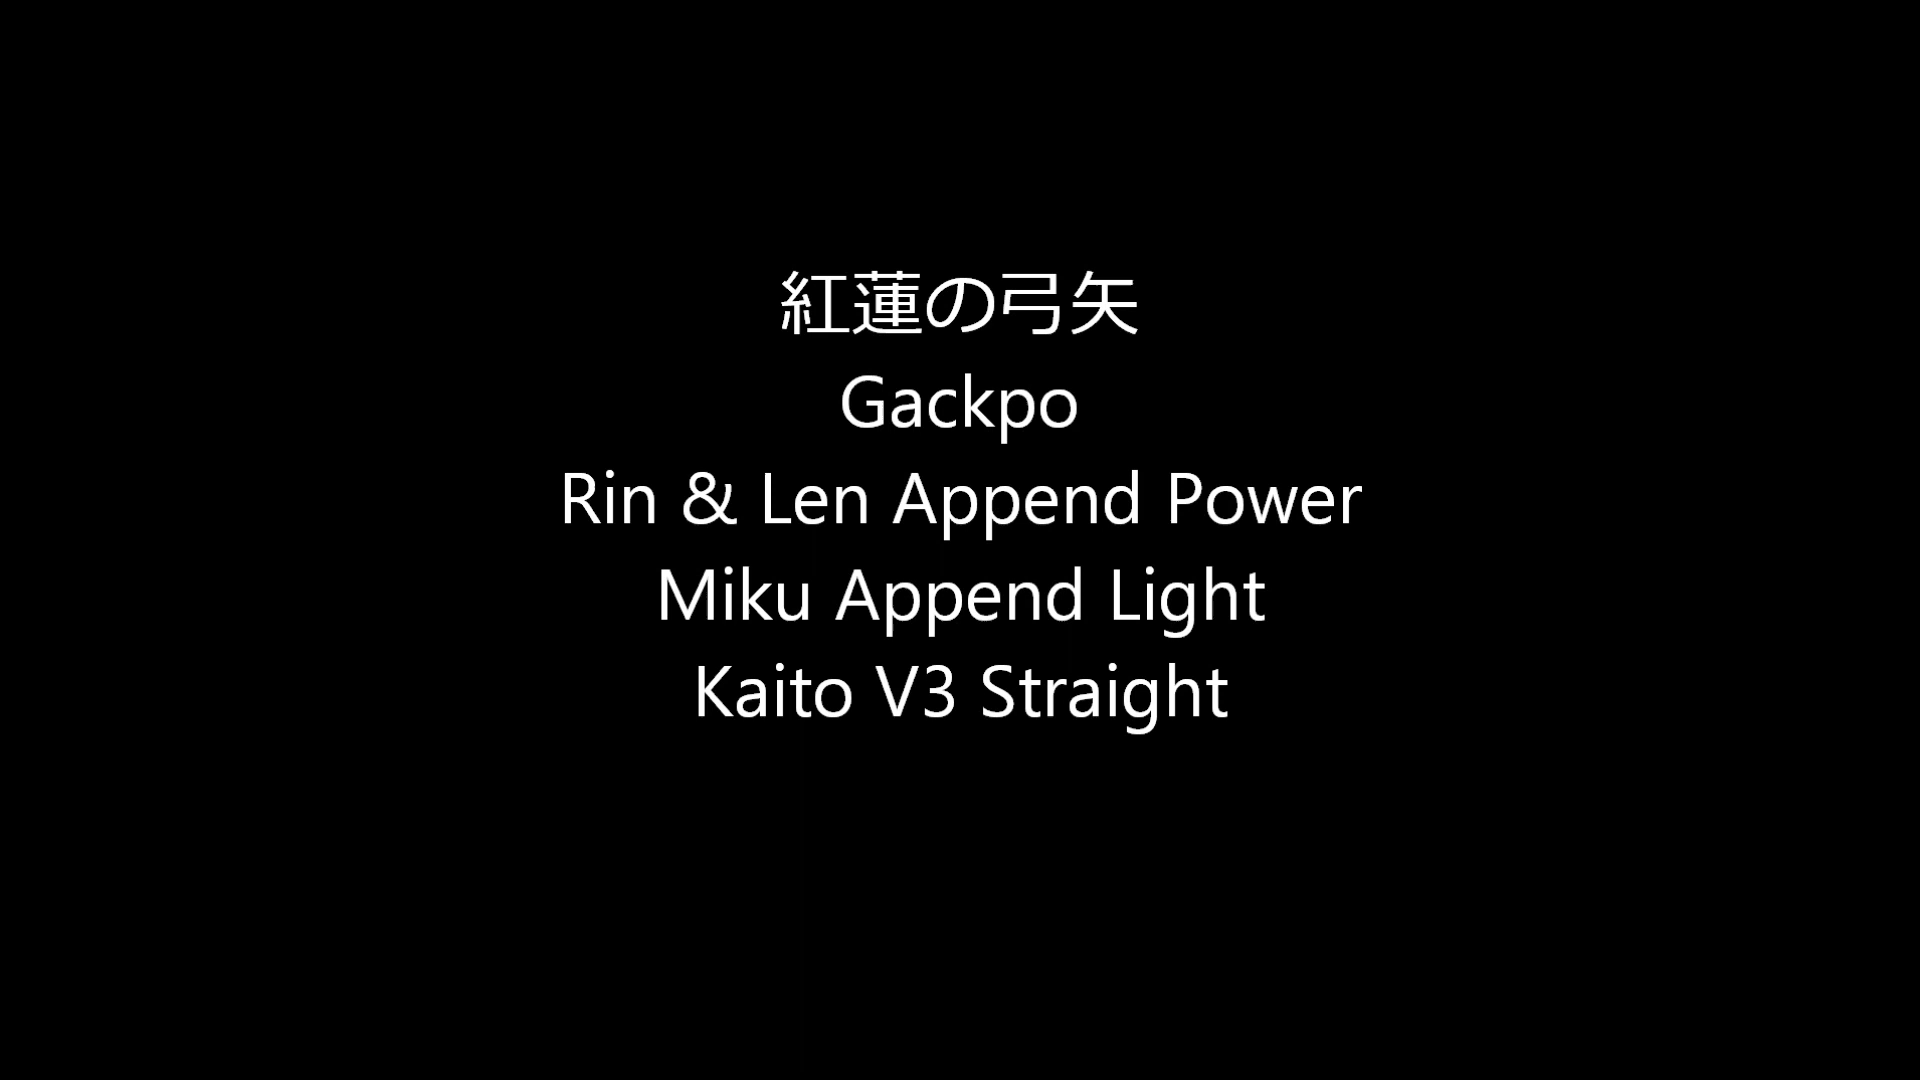 紅蓮の弓矢
Gackpo
Rin & Len Append Power
Miku Append Light
Kaito V3 Straight